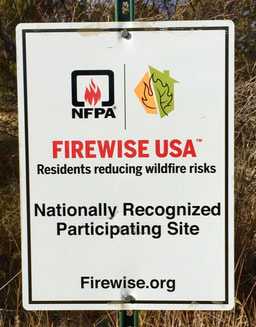 NFPA®
FIREWISE USA™
Residents reducing wildfire risks
Nationally Recognized
Participating Site
Firewise.org